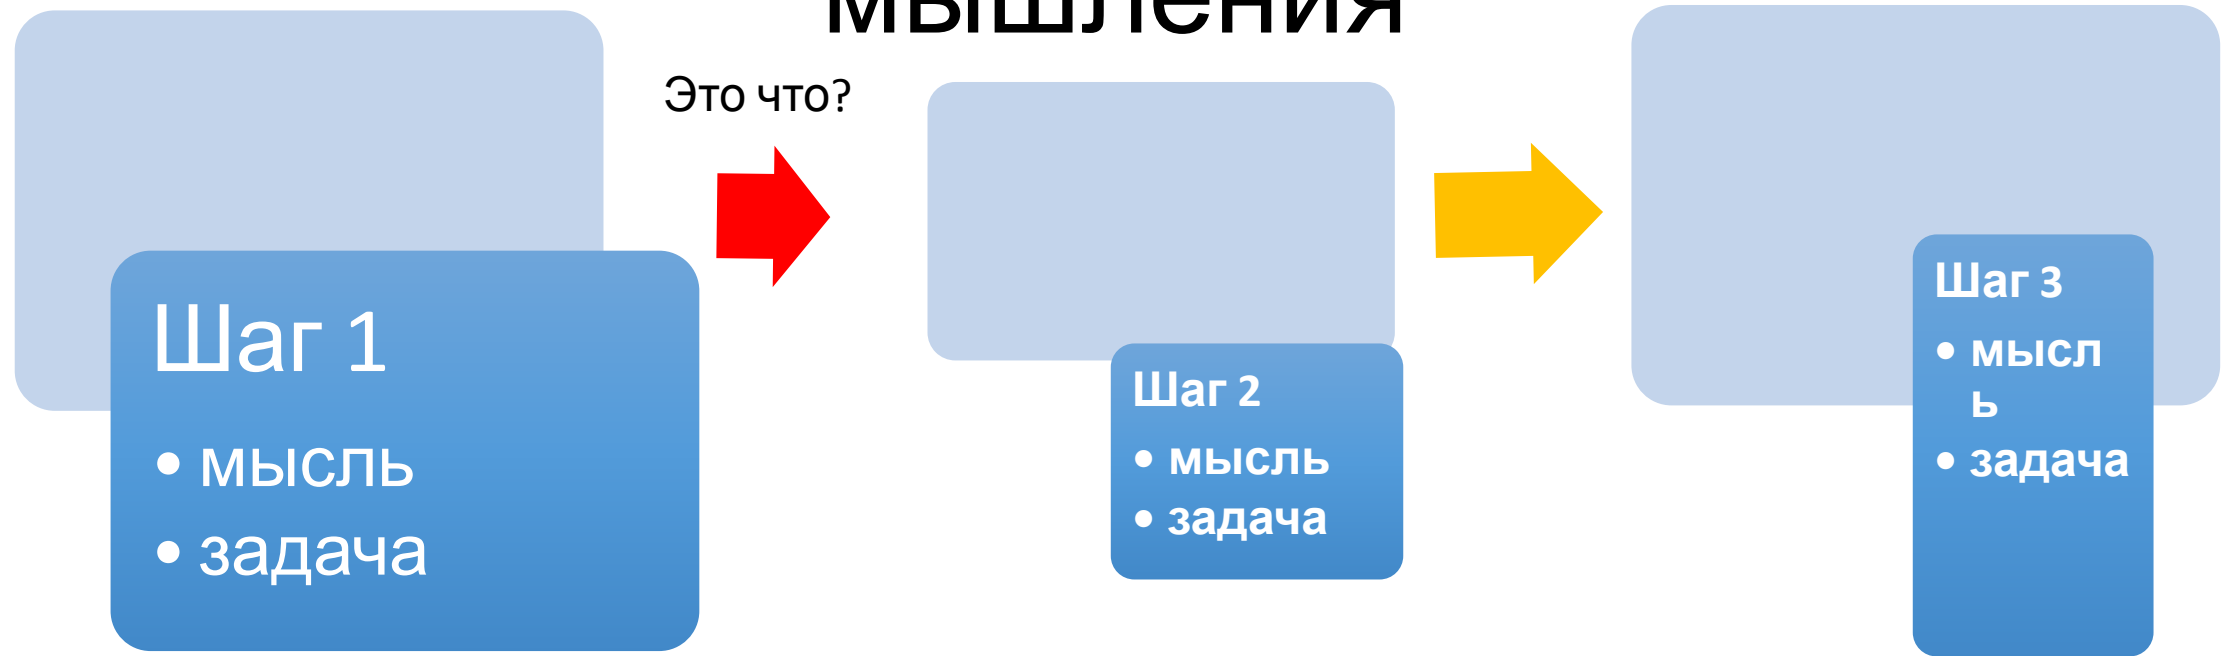 мышления
Это что?
Шаг 1
• мысль
• задача
Шаг 2
• мысль
• задача
Шаг 3
• мысл
ь
• задача